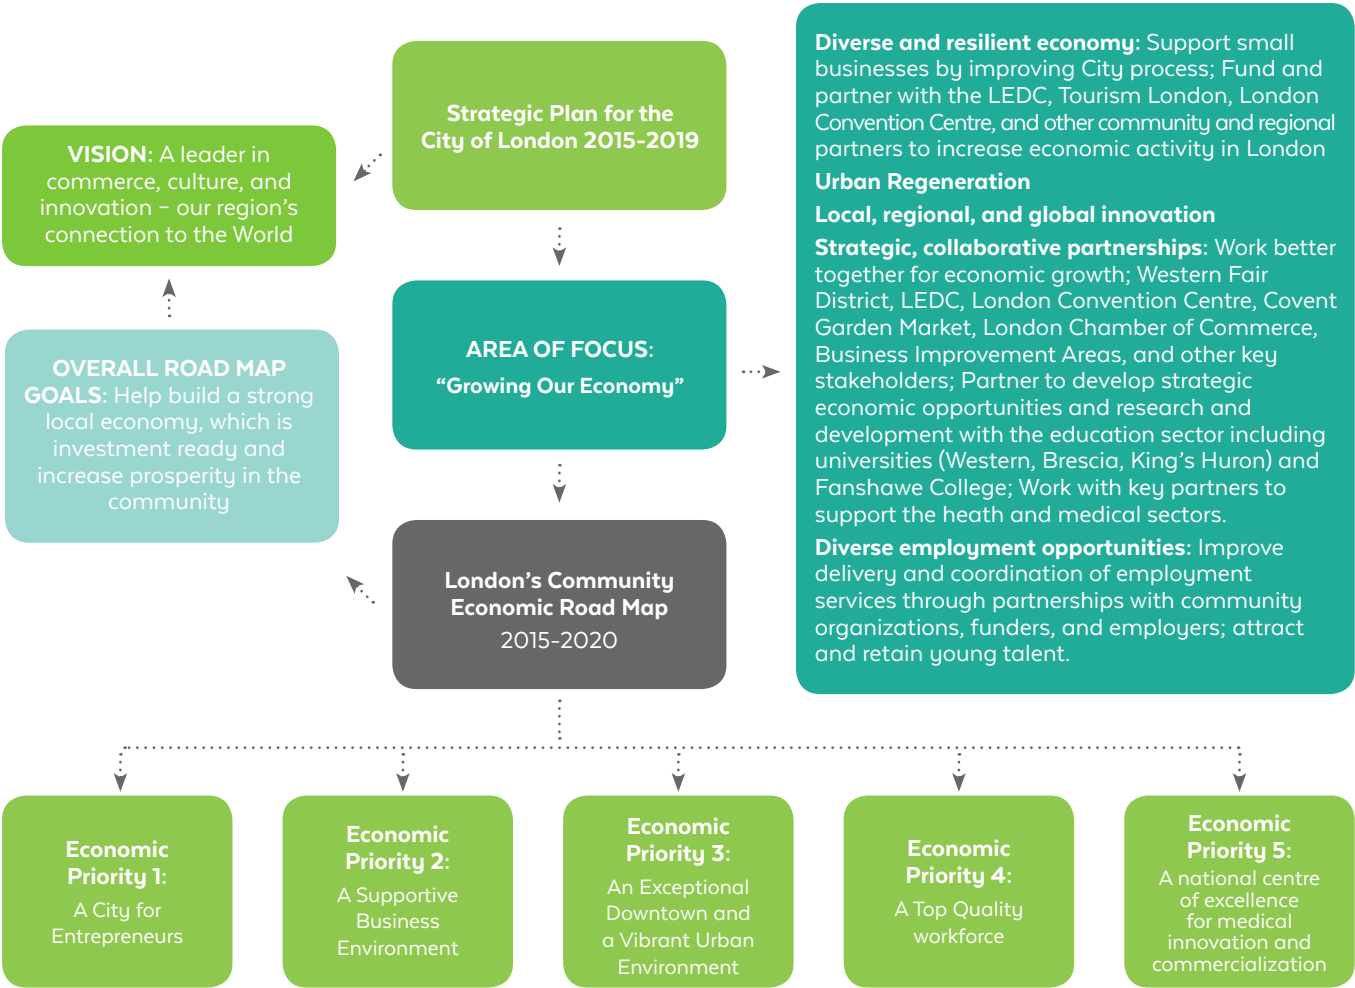 Strategic Plan for the
City of London 2015-2019
VISION: A leader in
commerce, culture, and
innovation – our region's
connection to the World
OVERALL ROAD MAP
GOALS: Help build a strong
local economy, which is
investment ready and
increase prosperity in the
community
AREA OF FOCUS:
“Growing Our Economy”
London's Community
Economic Road Map
2015-2020
Diverse and resilient economy: Support small
businesses by improving City process; Fund and
partner with the LEDC, Tourism London, London
Convention Centre, and other community and regional
partners to increase economic activity in London
Urban Regeneration
Local, regional, and global innovation
Strategic, collaborative partnerships: Work better
together for economic growth; Western Fair
District, LEDC, London Convention Centre, Covent
Garden Market, London Chamber of Commerce,
Business Improvement Areas, and other key
stakeholders; Partner to develop strategic
economic opportunities and research and
development with the education sector including
universities (Western, Brescia, King's Huron) and
Fanshawe College; Work with key partners to
support the heath and medical sectors.
Diverse employment opportunities: Improve
delivery and coordination of employment
services through partnerships with community
organizations, funders, and employers; attract
and retain young talent.
Economic
Priority 1:
A City for
Entrepreneurs
Economic
Priority 2:
A Supportive
Business
Environment
Economic
Priority 3:
An Exceptional
Downtown and
a Vibrant Urban
Environment
Economic
Priority 4:
A Top Quality
workforce
Economic
Priority 5:
A national centre
of excellence
for medical
innovation and
commercialization